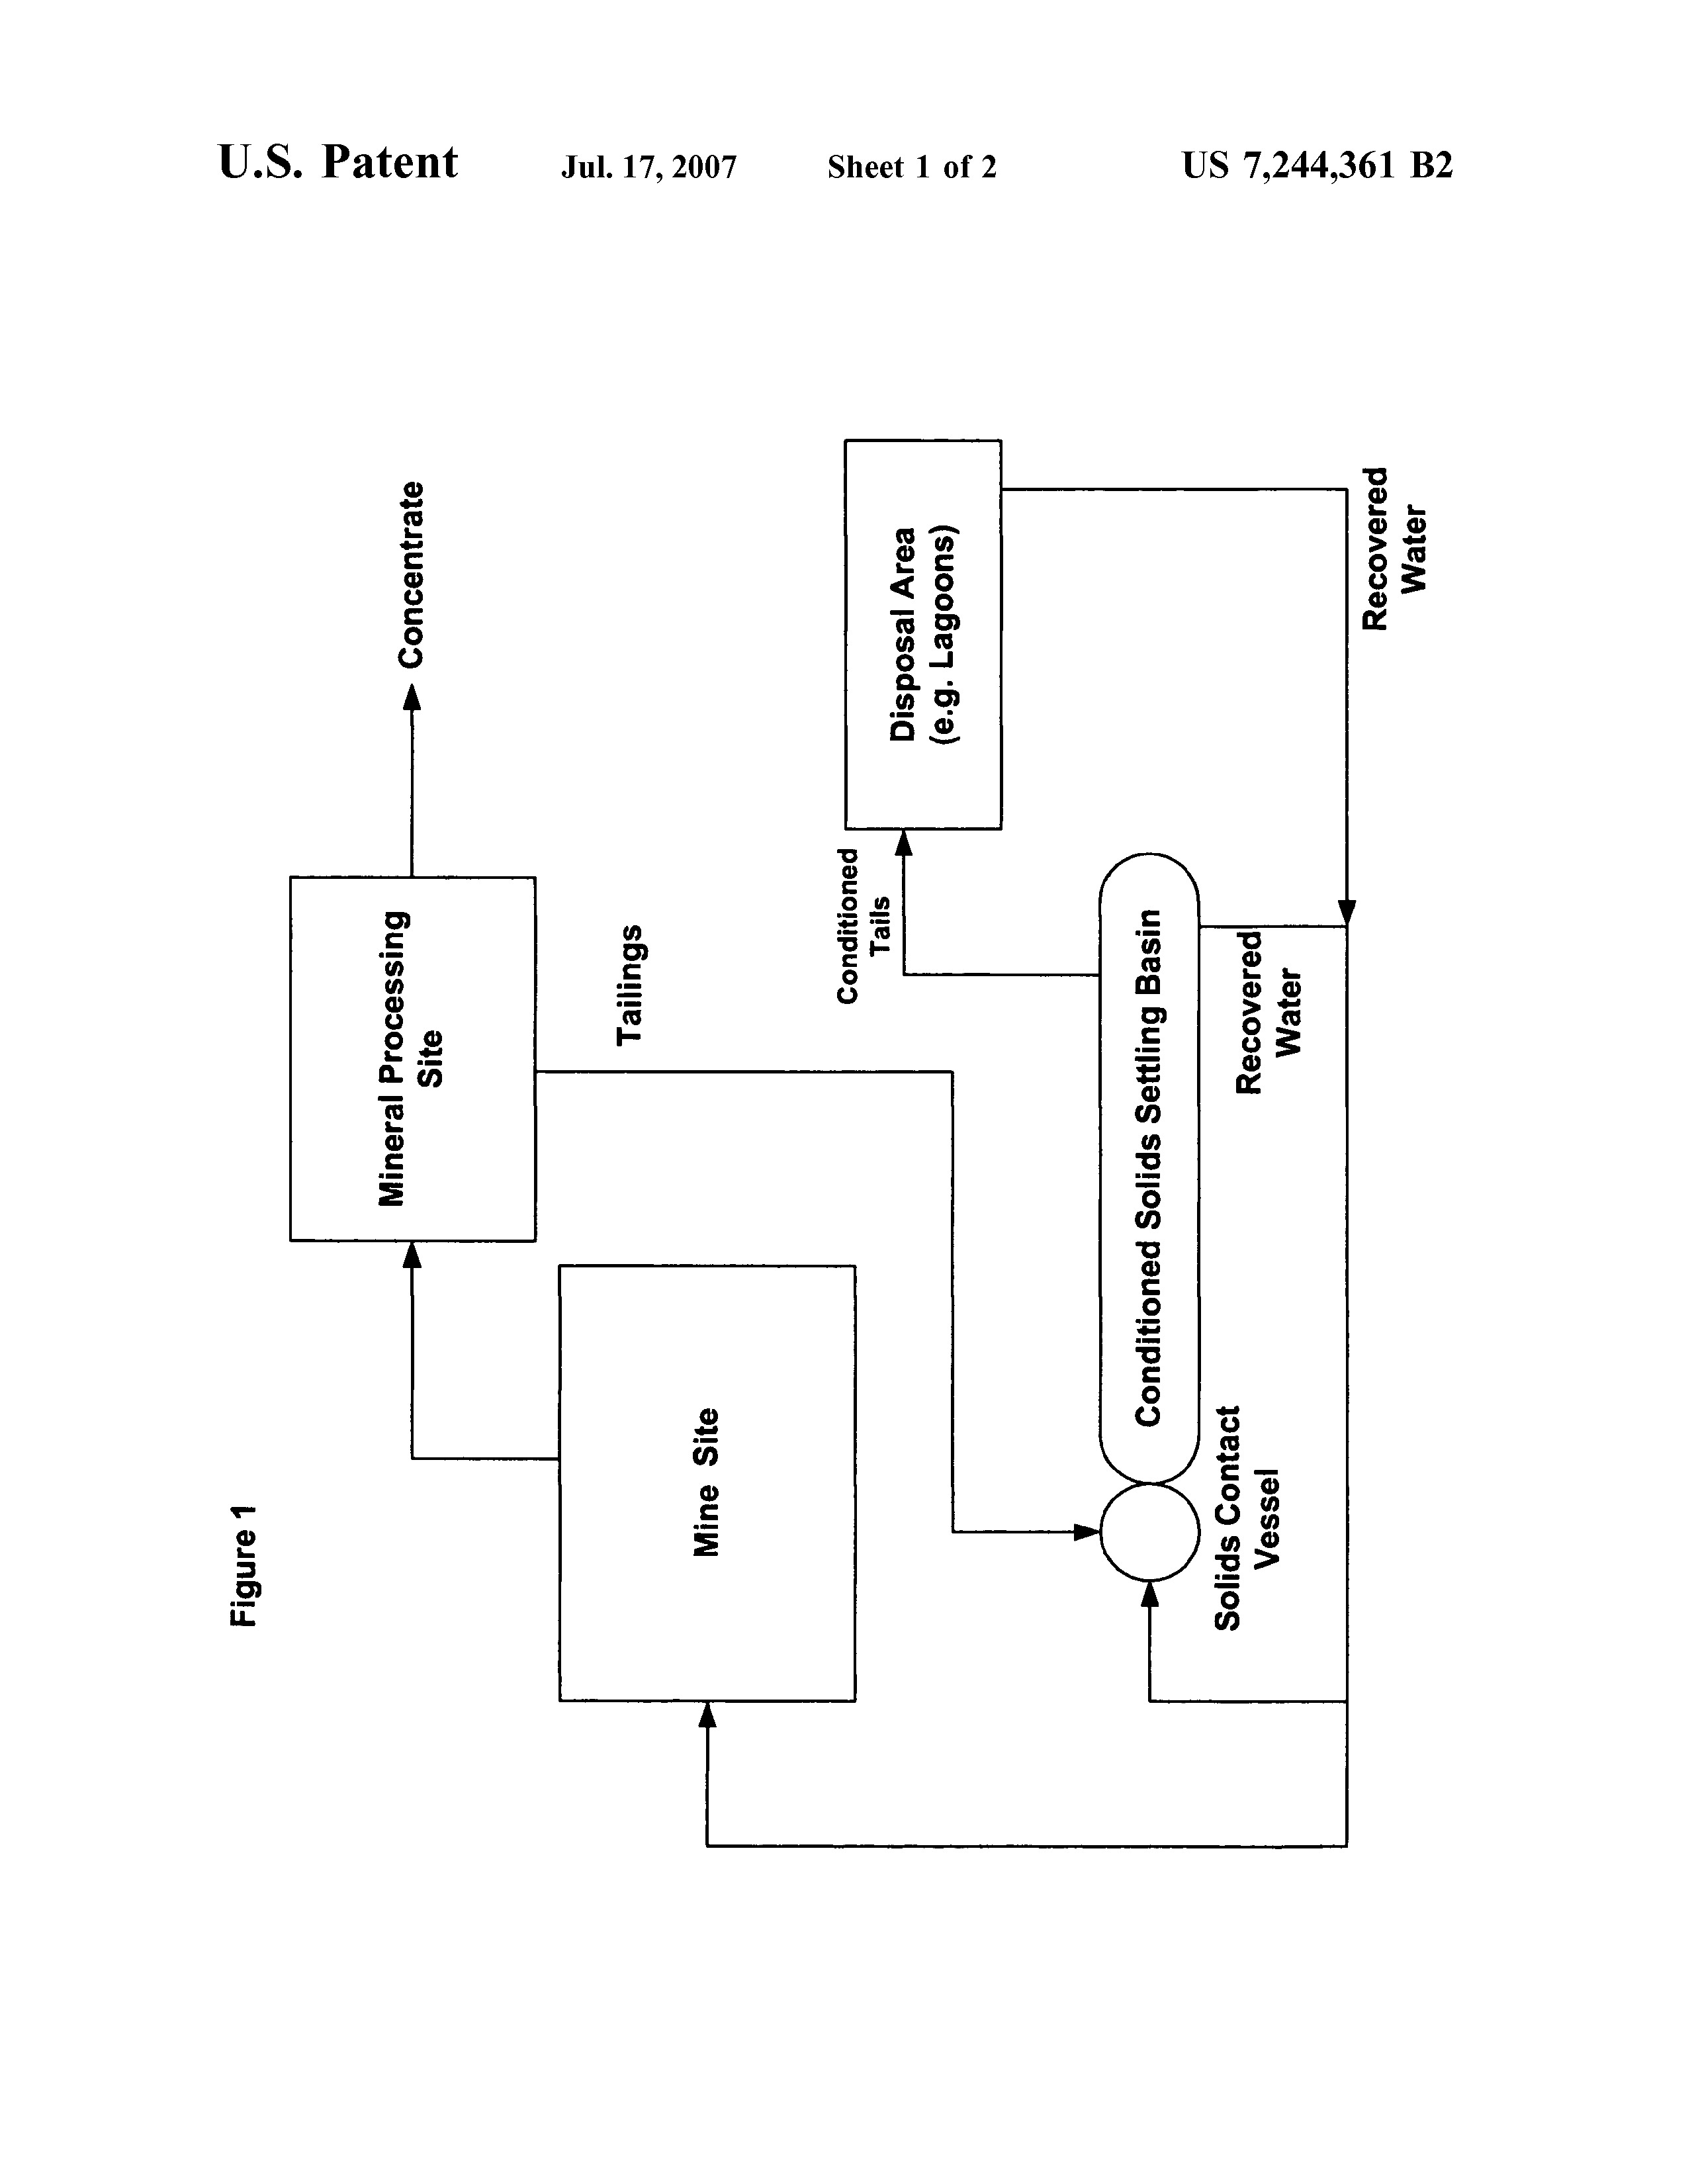 U.S. Patent Jul. 17, 2007 Sheet 1 of 2 US 7,244,361 B2
Figure 1
Mineral Processing
Site
Concentrate
Mine Site
Tailings
Conditioned
Tails
Disposal Area
(e.g. Lagoons)
Conditioned Solids Settling Basin
Solids Contact
Vessel
Recovered
Water
Recovered
Water